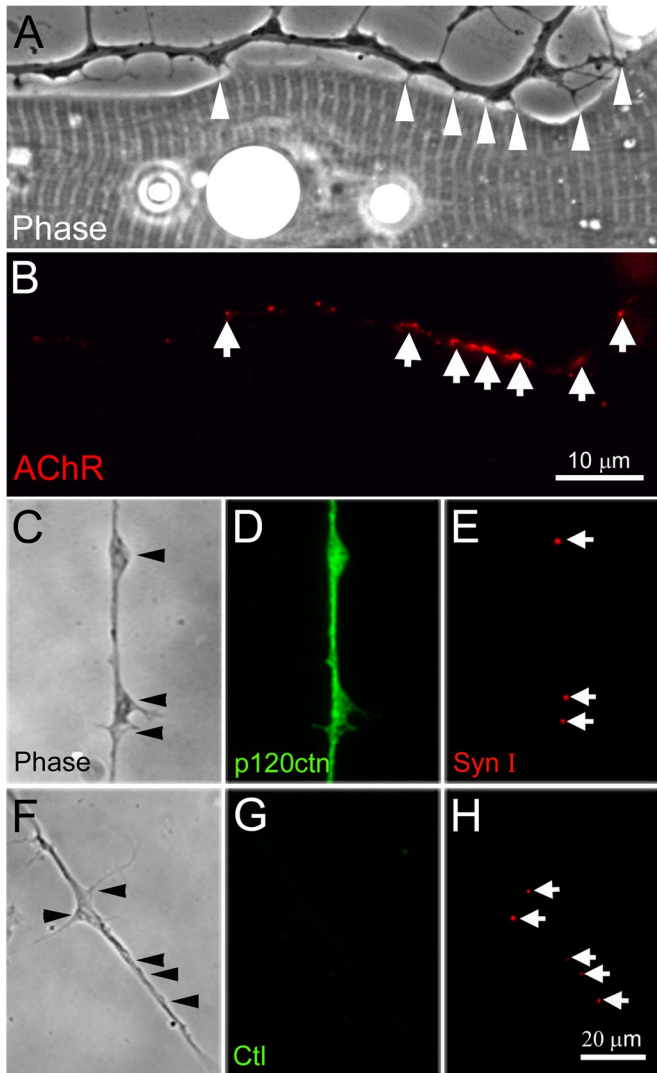 A
Phase
B
AChR
10 μm
C
D
E
Phase
p120ctn
Syn I
F
G
H
Ctl
20 μm